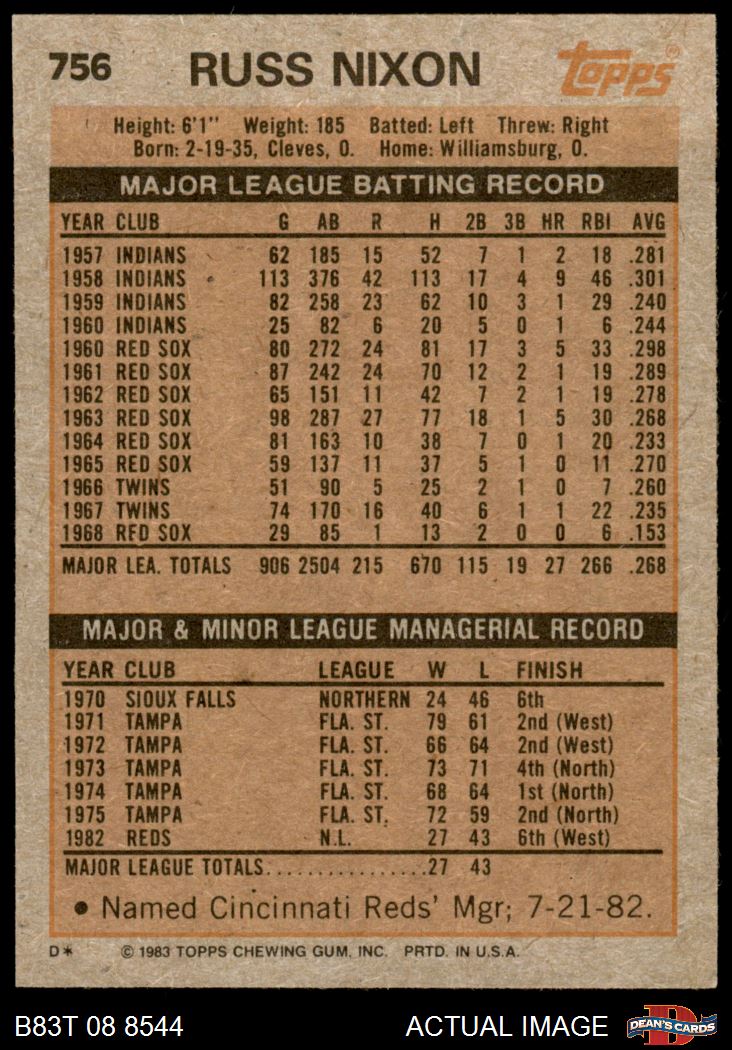 756 RUSS NIXON Topps®
Height: 6'1" Weight: 185 Batted: Left Threw: Right
Born: 2-19-35, Cleves, O. Home: Williamsburg, O.
MAJOR LEAGUE BATTING RECORD
YEAR CLUB G AB R H 2B 3B HR RBI AVG
1957 INDIANS 62 185 15 52 7 1 2 18 .281
1958 INDIANS 113 376 42 113 17 4 9 46 .301
1959 INDIANS 82 258 23 62 10 3 1 29 .240
1960 INDIANS 25 82 6 20 5 0 1 6 .244
1960 RED SOX 80 272 24 81 17 3 5 33 .298
1961 RED SOX 87 242 24 70 12 2 1 19 .289
1962 RED SOX 65 151 11 42 7 2 1 19 .278
1963 RED SOX 98 287 27 77 18 1 5 30 .268
1964 RED SOX 81 163 10 38 7 0 1 20 .233
1965 RED SOX 59 137 11 37 5 1 0 11 .270
1966 TWINS 51 90 5 25 2 1 0 7 .260
1967 TWINS 74 170 16 40 6 1 1 22 .235
1968 RED SOX 29 85 1 13 2 0 0 6 .153
MAJOR LEA. TOTALS 906 2504 215 670 115 19 27 266 .268
MAJOR & MINOR LEAGUE MANAGERIAL RECORD
YEAR CLUB LEAGUE W L FINISH
1970 SIOUX FALLS NORTHERN 24 46 6th
1971 TAMPA FLA. ST. 79 61 2nd (West)
1972 TAMPA FLA. ST. 66 64 2nd (West)
1973 TAMPA FLA. ST. 73 71 4th (North)
1974 TAMPA FLA. ST. 68 64 1st (North)
1975 TAMPA FLA. ST. 72 59 2nd (North)
1982 REDS N.L. 27 43 6th (West)
MAJOR LEAGUE TOTALS................27 43
• Named Cincinnati Reds' Mgr; 7-21-82.
D* © 1983 TOPPS CHEWING GUM, INC. PRTD. IN U.S.A.
B83T 08 8544 ACTUAL IMAGE D DEAN'S CARDS